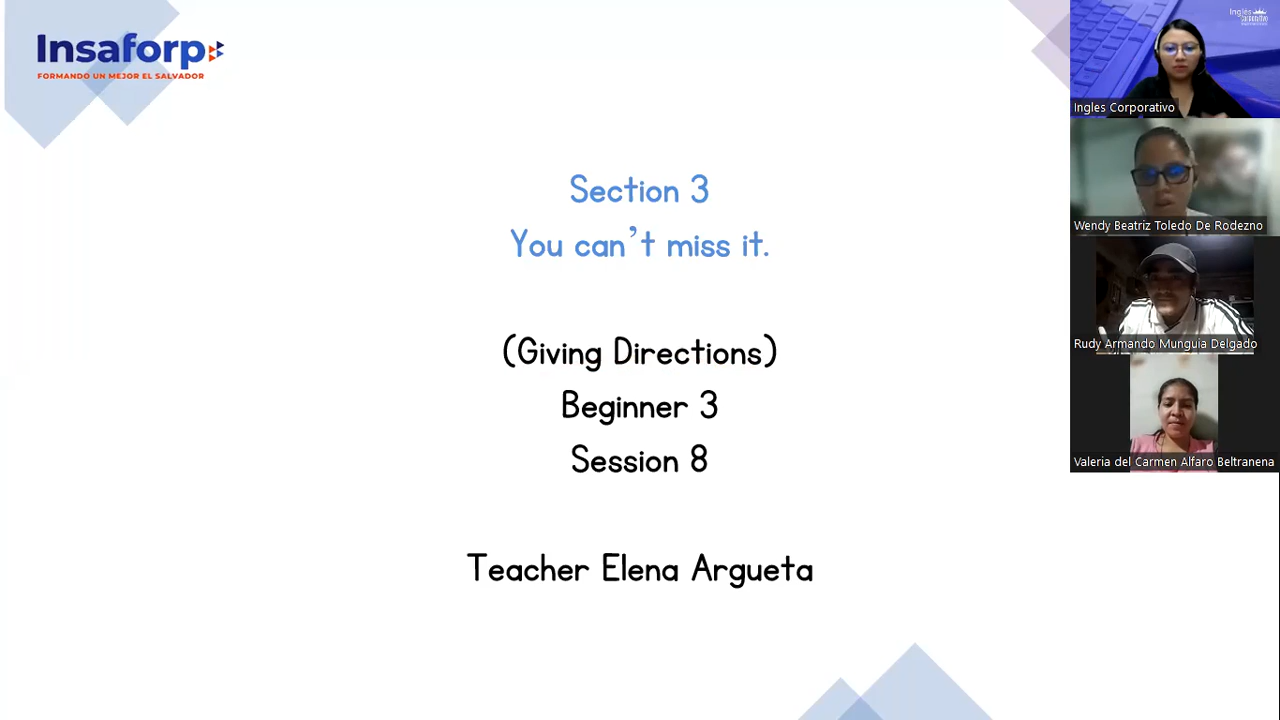 Insaforp
FORMANDO UN MEJOR EL SALVADOR
Section 3
You can't miss it.
(Giving Directions)
Beginner 3
Session 8
Teacher Elena Argueta
Inglés
Ingles Corporativo
Wendy Beatriz Toledo De Rodezno
Rudy Armando Munguia Delgado
Valeria del Carmen Alfaro Beltranena